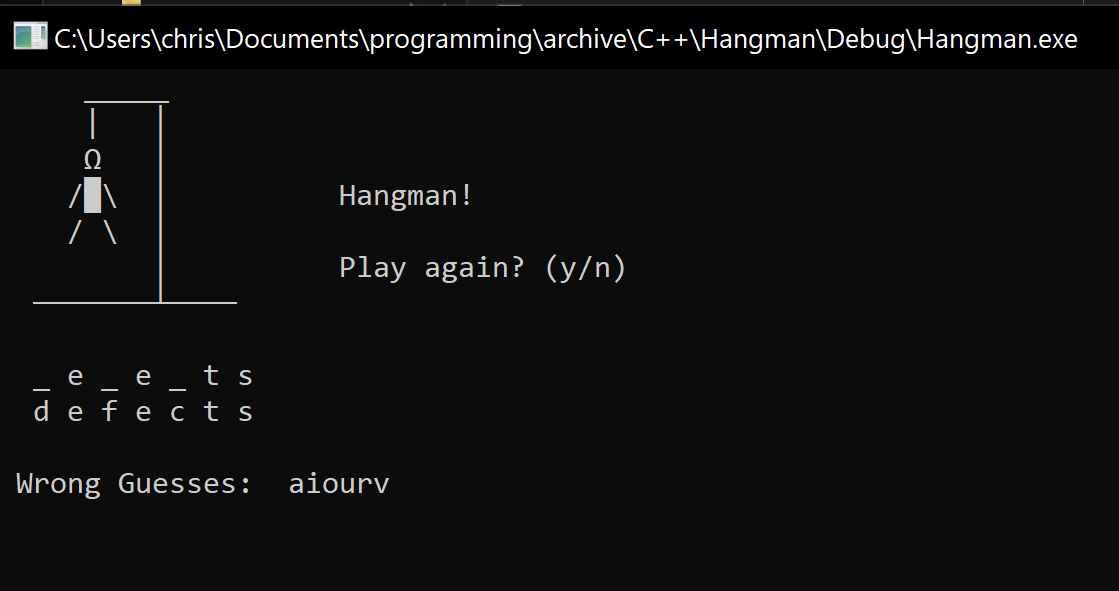 C:\Users\chris\Documents\programming\archive\C++\Hangman\Debug\Hangman.exe
Hangman!
Play again? (y/n)
_ e _ e _ t s
d e f e c t s
Wrong Guesses:  aiourv